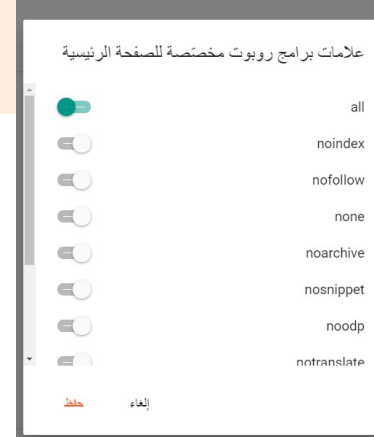 علامات برامج روبوت مخصّصة للصفحة الرئيسية
all
noindex
nofollow
none
noarchive
nosnippet
noodp
notranslate
إلغاء
حفظ